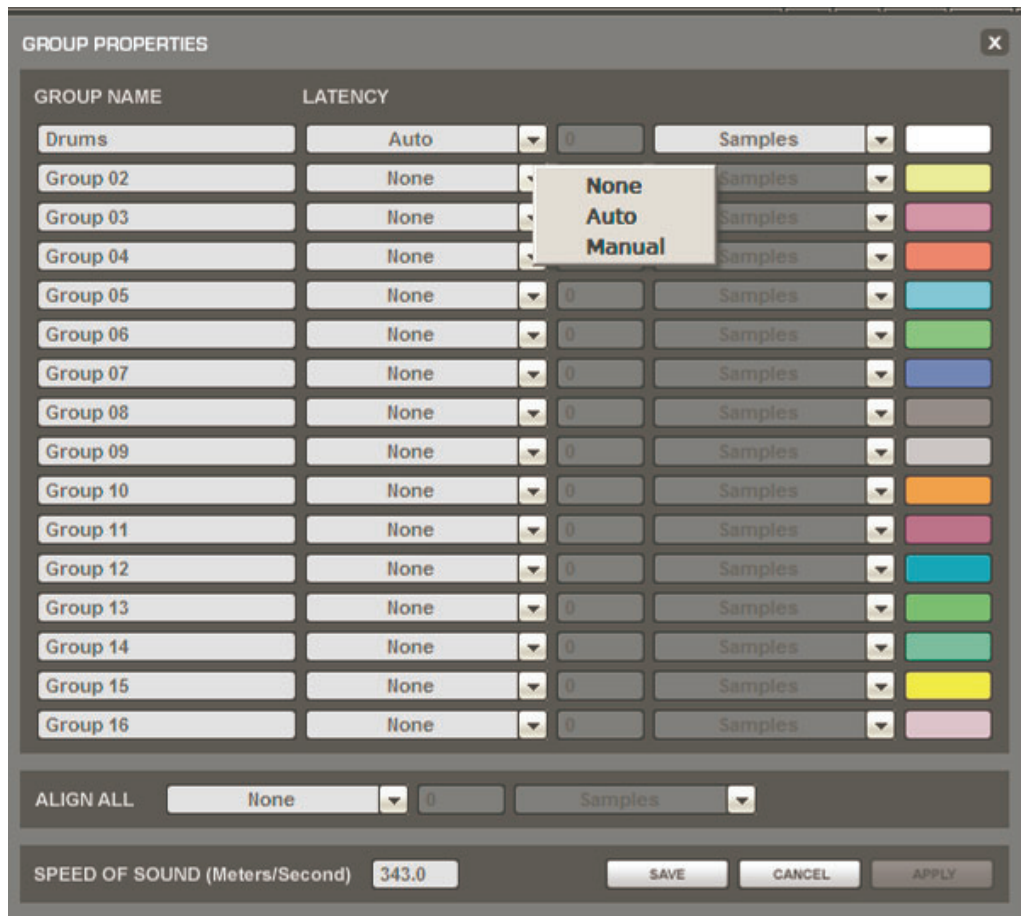 GROUP PROPERTIES X
GROUP NAME LATENCY
Drums Auto 0 Samples
Group 02 None Samples
None
Group 03 None Samples
Auto
Group 04 None Samples
Manual
Group 05 None 0 Samples
Group 06 None 0 Samples
Group 07 None 0 Samples
Group 08 None 0 Samples
Group 09 None 0 Samples
Group 10 None 0 Samples
Group 11 None 0 Samples
Group 12 None 0 Samples
Group 13 None 0 Samples
Group 14 None 0 Samples
Group 15 None 0 Samples
Group 16 None 0 Samples
ALIGN ALL None 0 Samples
SPEED OF SOUND (Meters/Second) 343.0 SAVE CANCEL APPLY